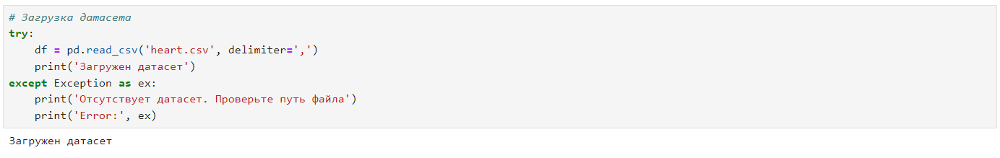 # Загрузка датасета
try:
    df = pd.read_csv('heart.csv', delimiter=',')
    print('Загружен датасет')
except Exception as ex:
    print('Отсутствует датасет. Проверьте путь файла')
    print('Error:', ex)
Загружен датасет